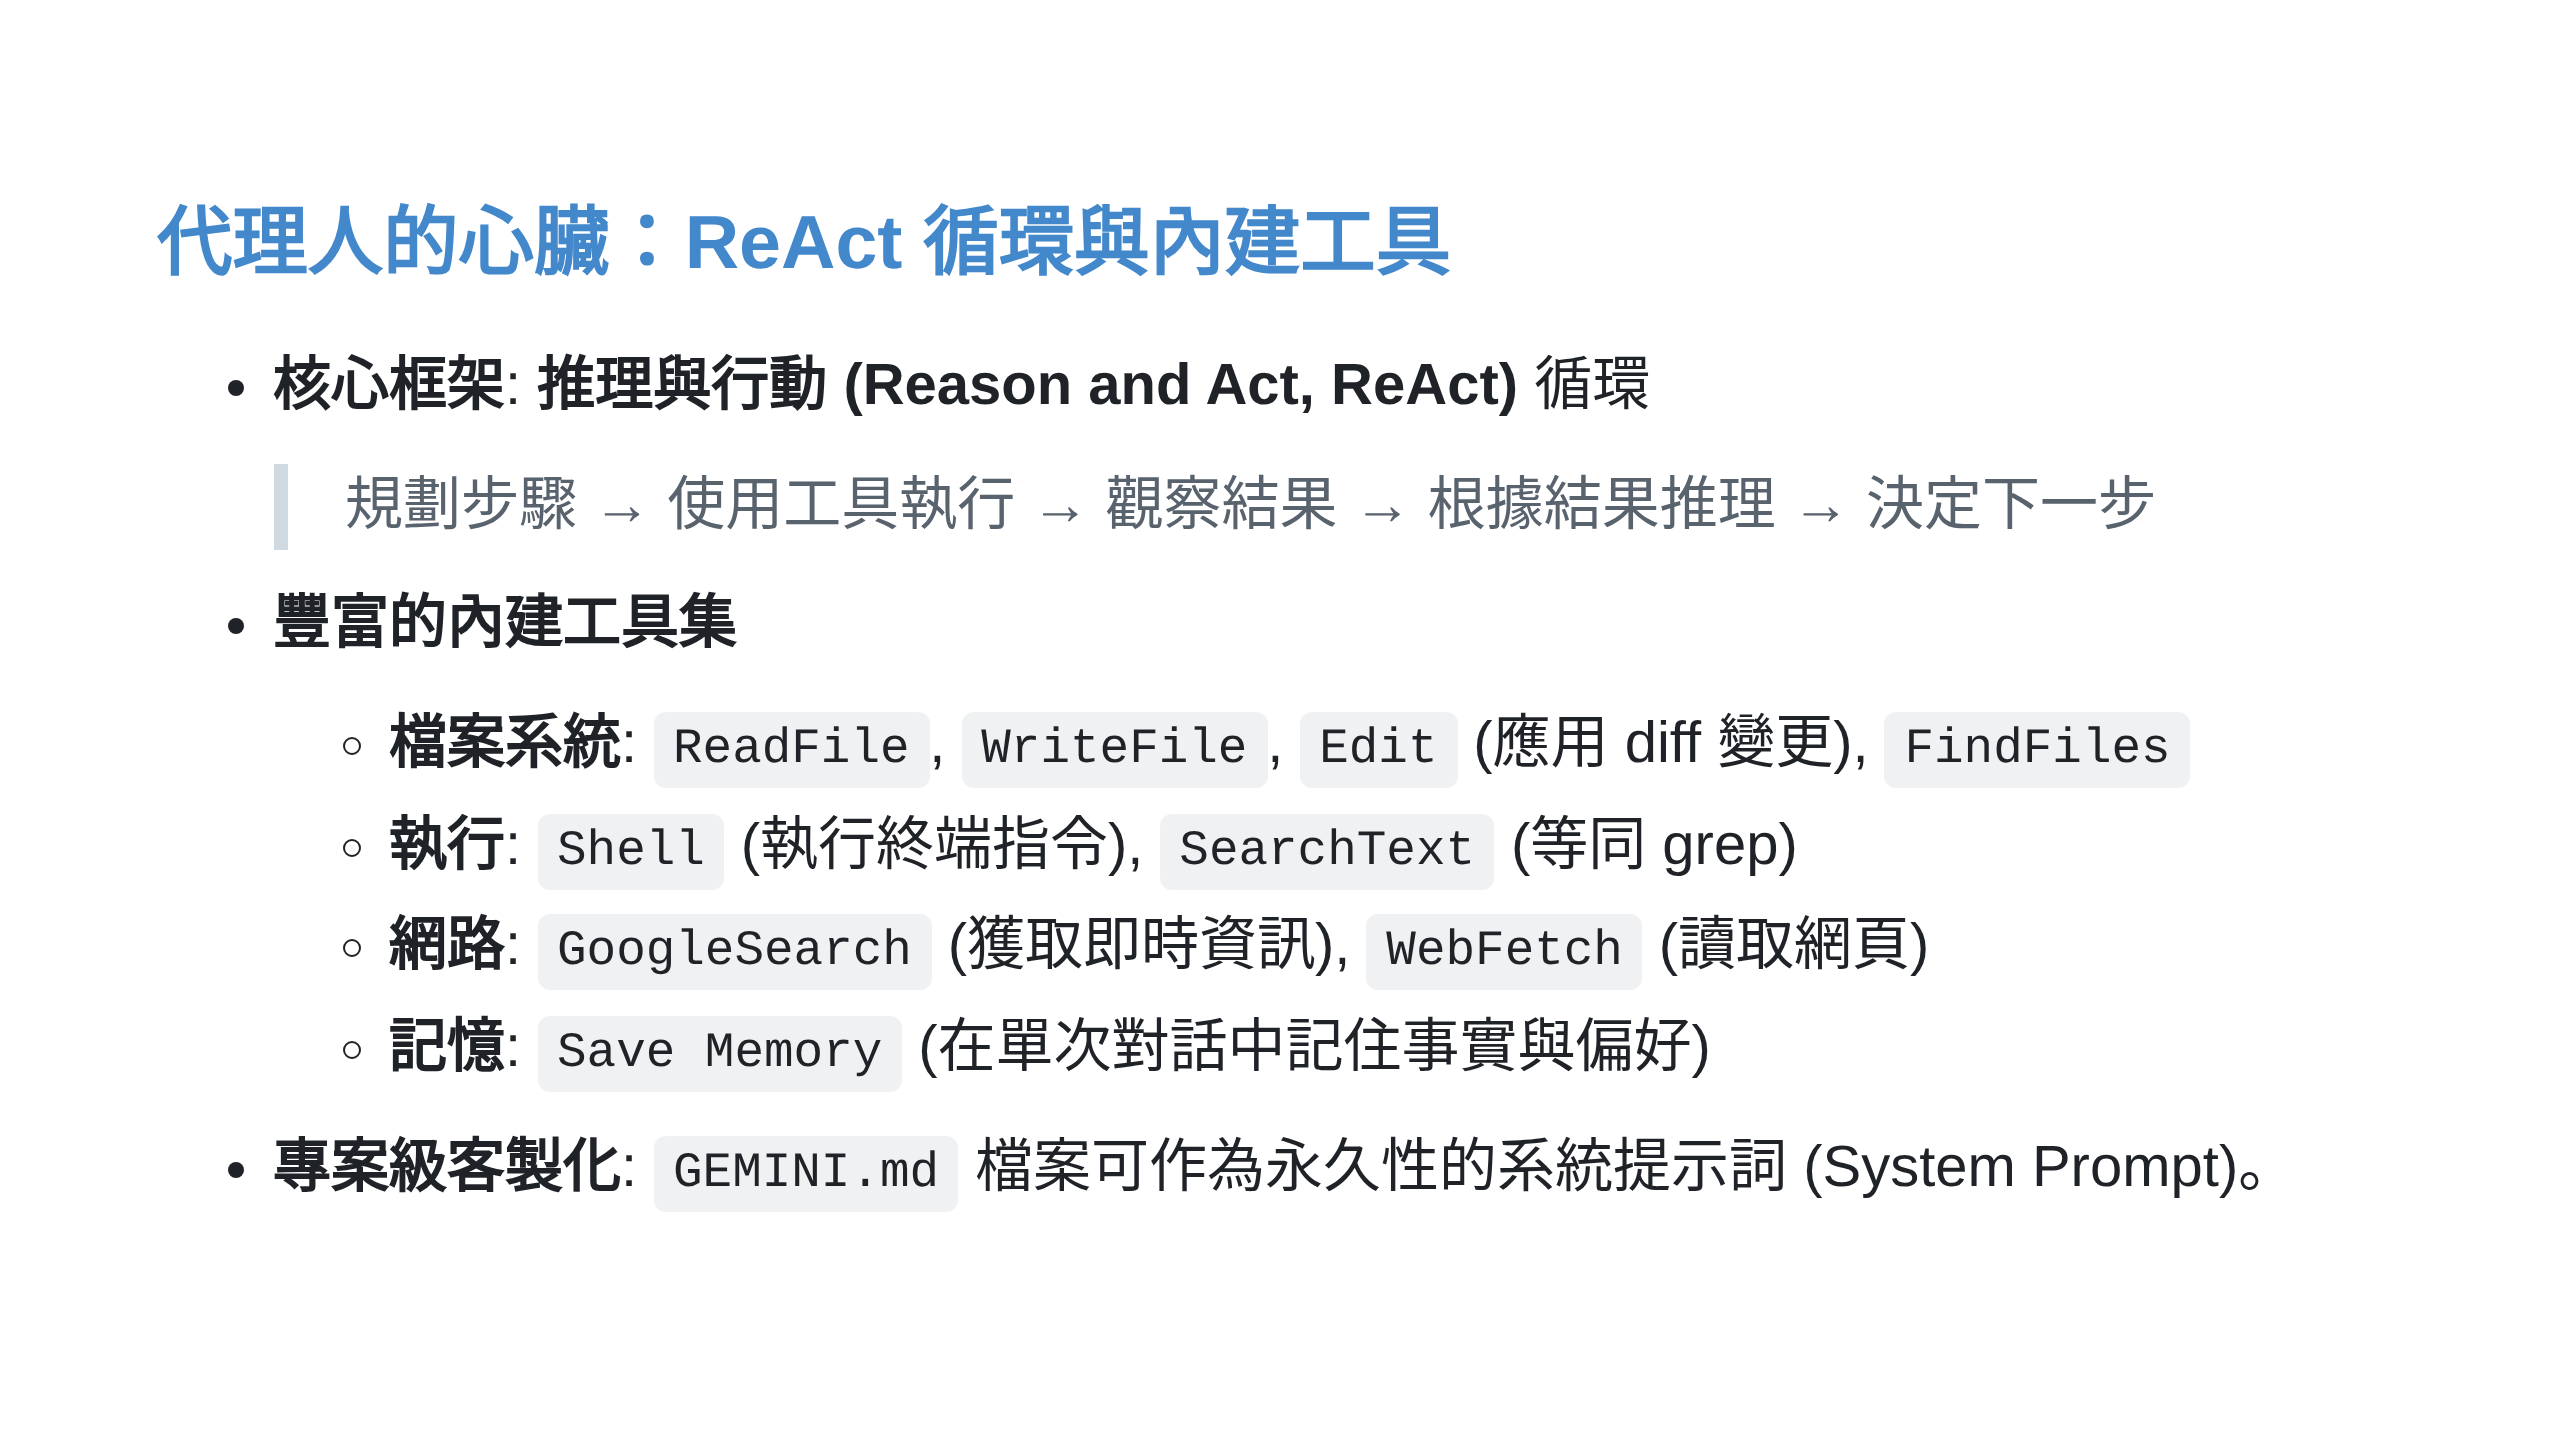 代理人的心臟：ReAct 循環與內建工具
• 核心框架: 推理與行動 (Reason and Act, ReAct) 循環
規劃步驟 → 使用工具執行 → 觀察結果 → 根據結果推理 → 決定下一步
• 豐富的內建工具集
◦ 檔案系統: ReadFile, WriteFile, Edit (應用 diff 變更), FindFiles
◦ 執行: Shell (執行終端指令), SearchText (等同 grep)
◦ 網路: GoogleSearch (獲取即時資訊), WebFetch (讀取網頁)
◦ 記憶: Save Memory (在單次對話中記住事實與偏好)
• 專案級客製化: GEMINI.md 檔案可作為永久性的系統提示詞 (System Prompt)。